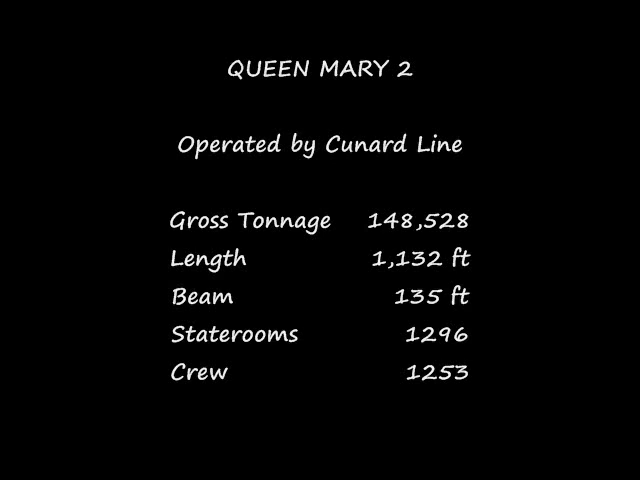 QUEEN MARY 2
Operated by Cunard Line
Gross Tonnage 148,528
Length 1,132 ft
Beam 135 ft
Staterooms 1296
Crew 1253